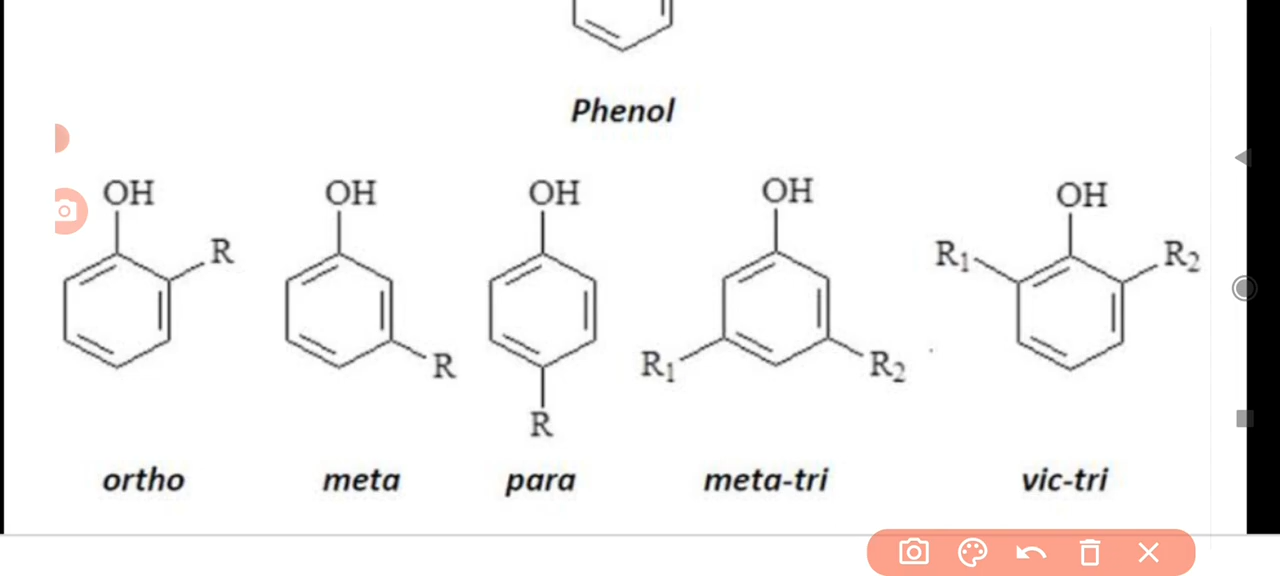 Phenol
OH OH OH OH OH
R R₁ R₂
R R₁ R₂
R
ortho meta para meta-tri vic-tri